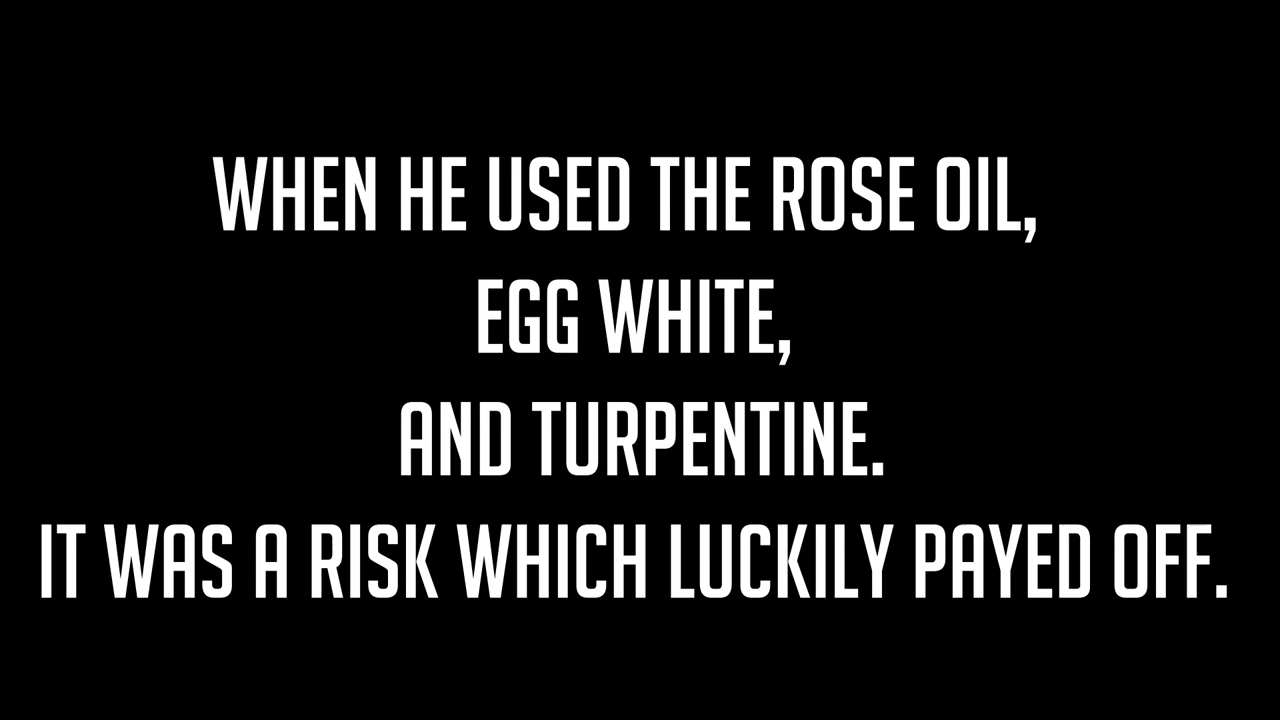 WHEN HE USED THE ROSE OIL,
EGG WHITE,
AND TURPENTINE.
IT WAS A RISK WHICH LUCKILY PAYED OFF.